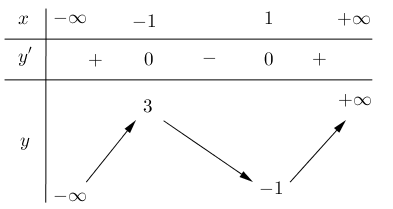 x −∞ −1 1 +∞
y′ + 0 − 0 + 
3 +∞
y
−∞ −1